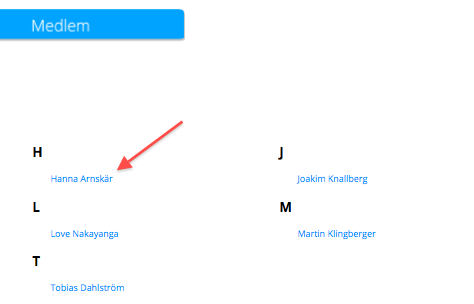 Medlem
H
Hanna Arnskär
J
Joakim Knallberg
L
Love Nakayanga
M
Martin Klingberger
T
Tobias Dahlström